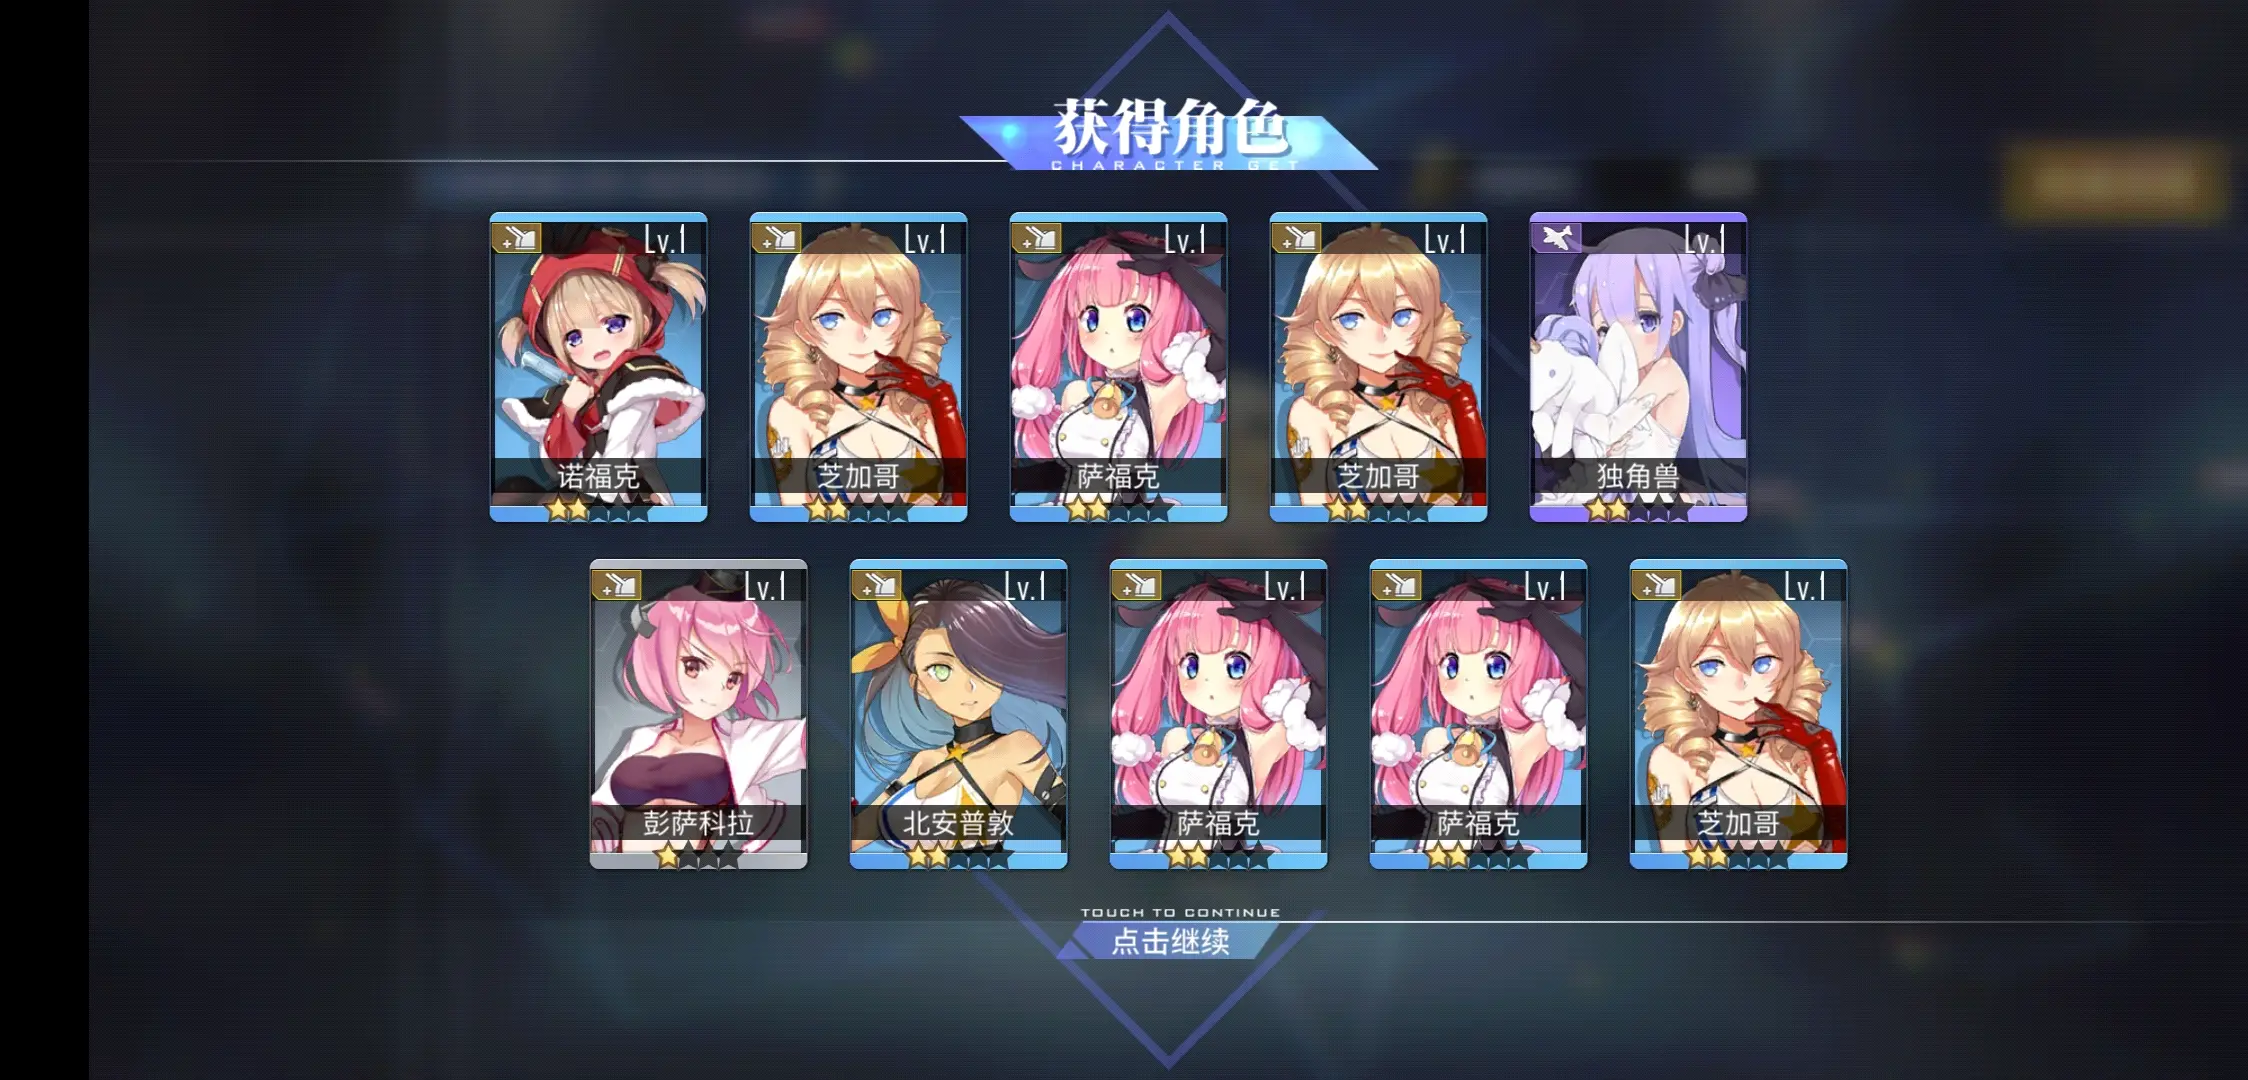 获得角色
CHARACTER GET
Lv.1 Lv.1 Lv.1 Lv.1 Lv.1
诺福克 芝加哥 萨福克 芝加哥 独角兽
Lv.1 Lv.1 Lv.1 Lv.1 Lv.1
彭萨科拉 北安普敦 萨福克 萨福克 芝加哥
TOUCH TO CONTINUE
点击继续